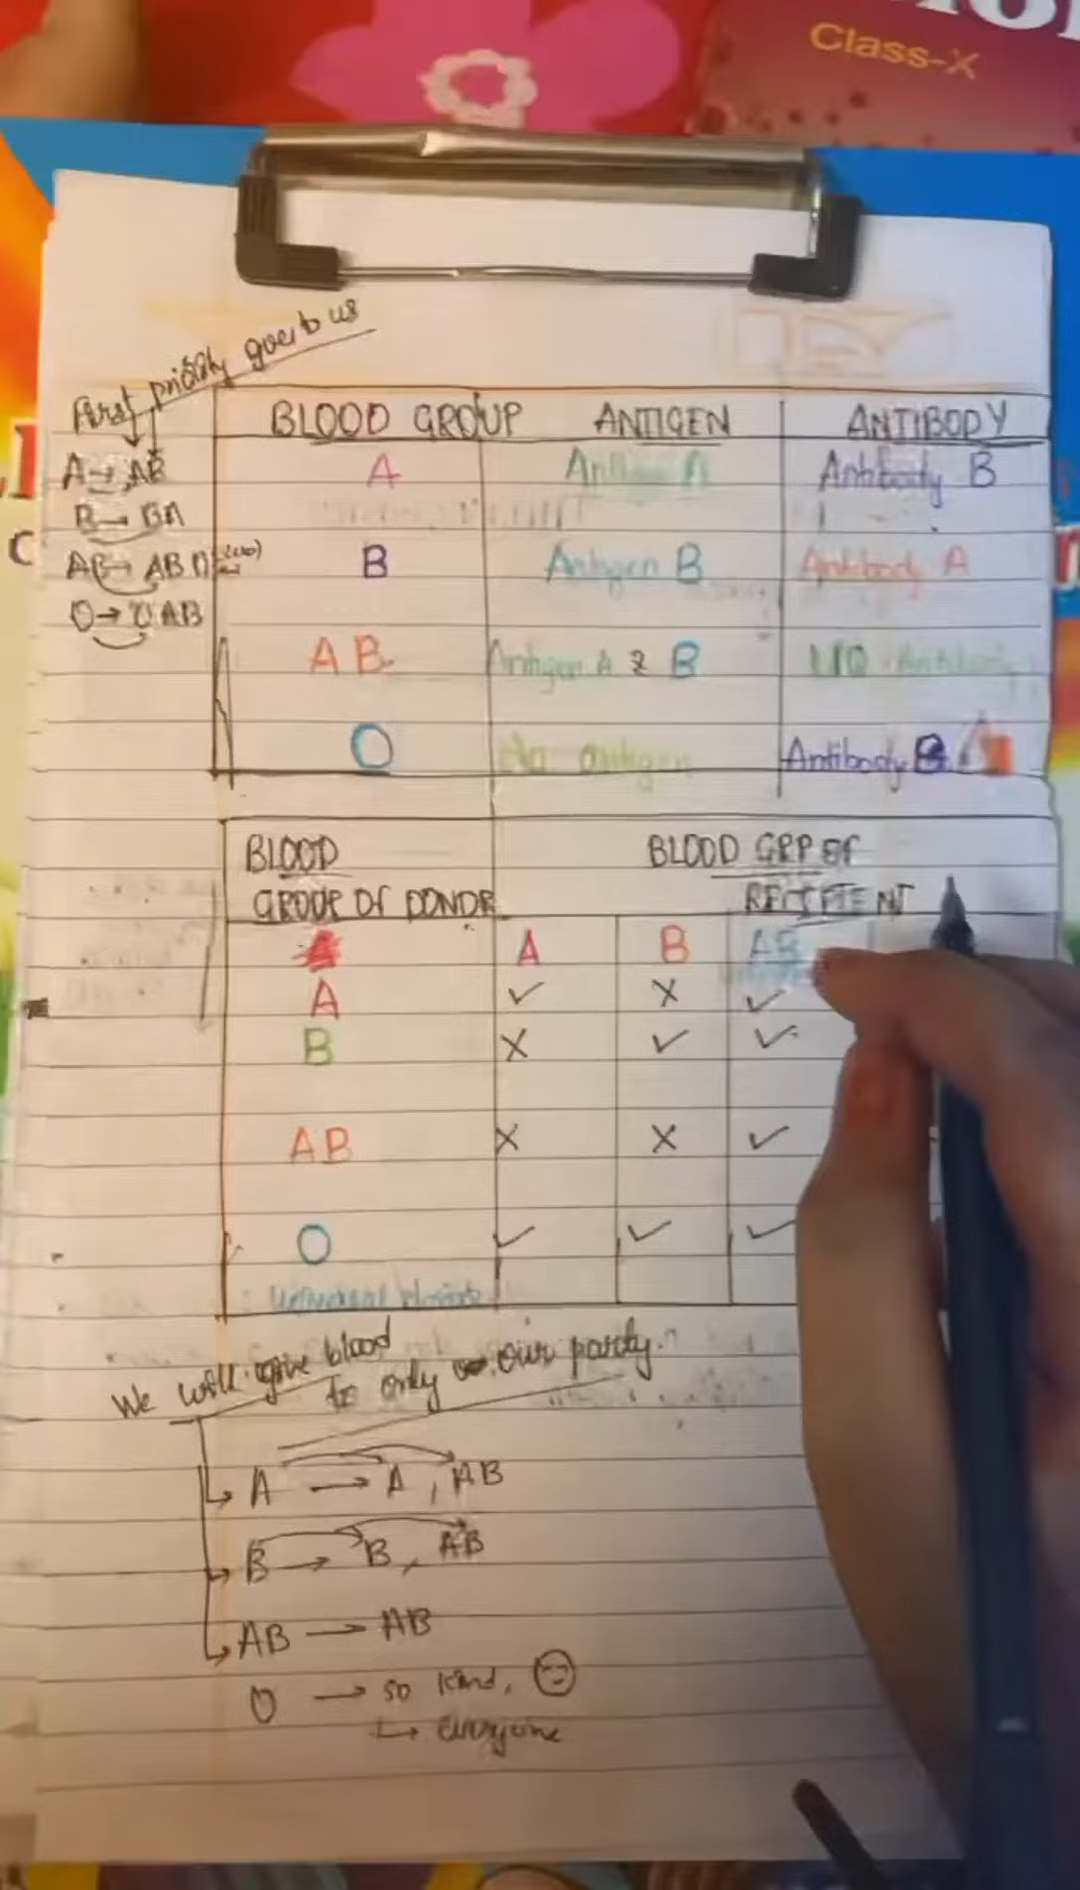 Class-X
First priority goes to us
A → AB
B → BA
AB → AB
O → O AB
BLOOD GROUP ANTIGEN ANTIBODY
A Antigen A Antibody B
B Antigen B Antibody A
AB Antigen A & B NO Antibody
O No antigen Antibody
BLOOD BLOOD GRP Of
GROUP Of DONOR RECIPIENT
A B AB
A ✓ X ✓
B X ✓ ✓
AB X X ✓
O ✓ ✓ ✓
universal
We will give blood
to only our party.
A → A, AB
B → B, AB
AB → AB
O → so kind,
↳ everyone